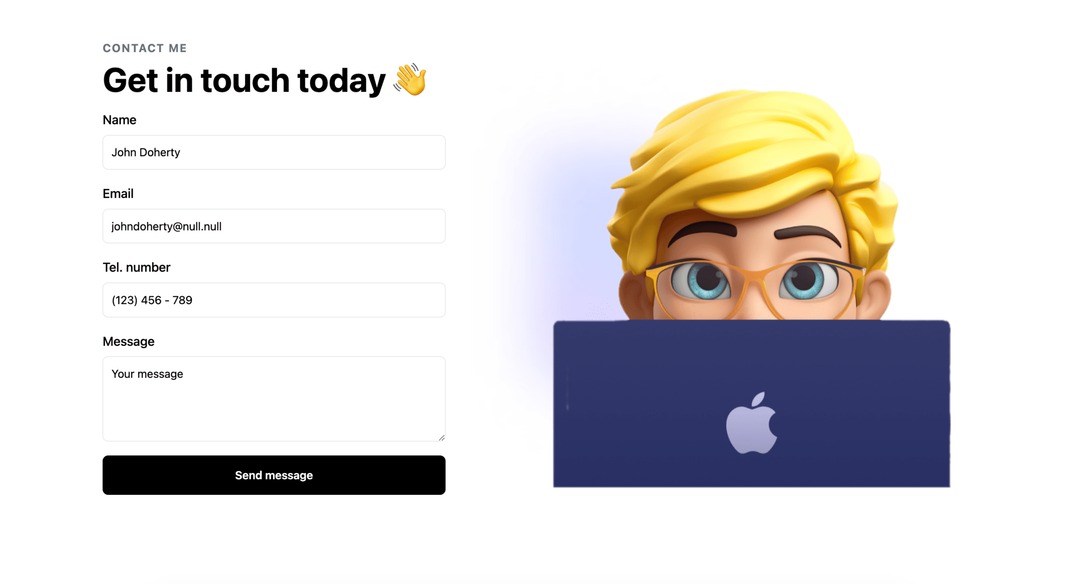 CONTACT ME
Get in touch today 👋
Name
John Doherty
Email
johndoherty@null.null
Tel. number
(123) 456 - 789
Message
Your message
Send message